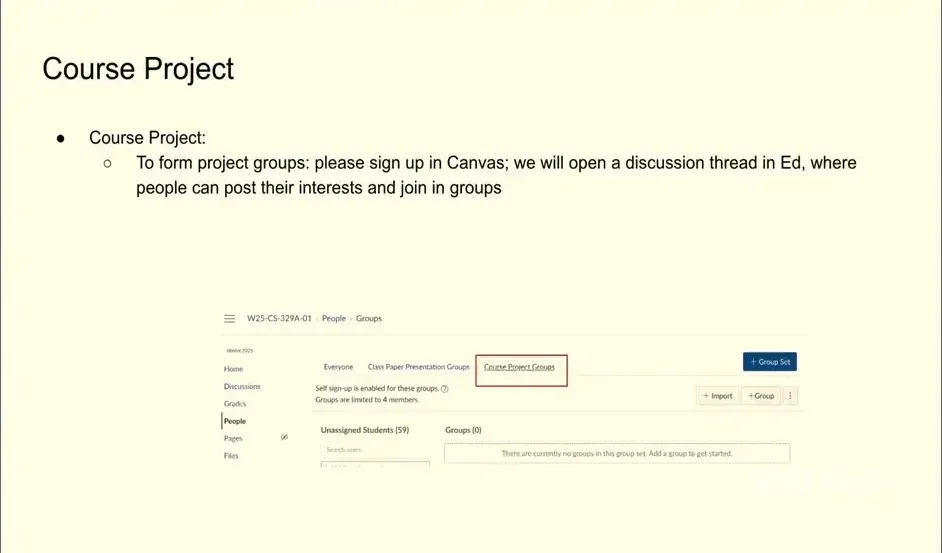 Course Project
● Course Project:
○ To form project groups: please sign up in Canvas; we will open a discussion thread in Ed, where
people can post their interests and join in groups
W25-CS-329A-01 › People › Groups
Winter 2025
Home
Discussions
Grades
People
Pages
Files
Everyone
Class Paper Presentation Groups
Course Project Groups
+ Group Set
Self sign-up is enabled for these groups.
Groups are limited to 4 members.
+ Import
+Group
Unassigned Students (59)
Groups (0)
Search users
There are currently no groups in this group set. Add a group to get started.